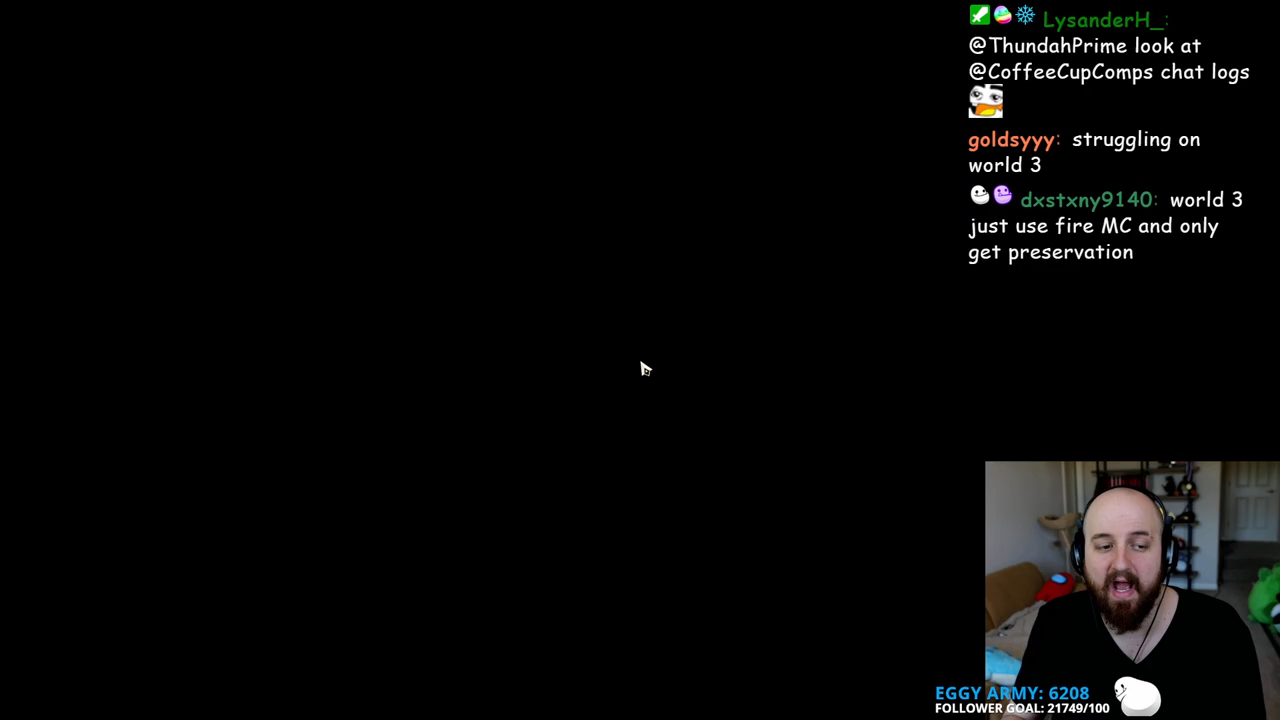 LysanderH_:
@ThundahPrime look at
@CoffeeCupComps chat logs
goldsyyy: struggling on
world 3
dxstxny9140: world 3
just use fire MC and only
get preservation
EGGY ARMY: 6208
FOLLOWER GOAL: 21749/100